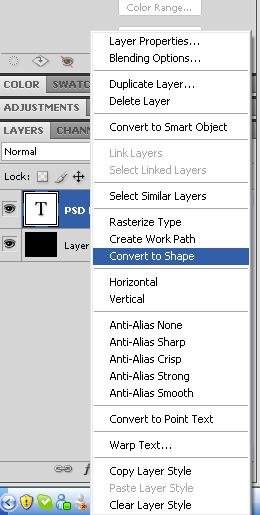 Color Range...
Layer Properties...
Blending Options...
COLOR
SWATC
Duplicate Layer...
Delete Layer
ADJUSTMENTS
Convert to Smart Object
LAYERS
CHANN
Normal
Link Layers
Select Linked Layers
Lock:
Select Similar Layers
T
PSD
Rasterize Type
Create Work Path
Layer
Convert to Shape
Horizontal
Vertical
Anti-Alias None
Anti-Alias Sharp
Anti-Alias Crisp
Anti-Alias Strong
Anti-Alias Smooth
Convert to Point Text
Warp Text...
Copy Layer Style
Paste Layer Style
Clear Layer Style